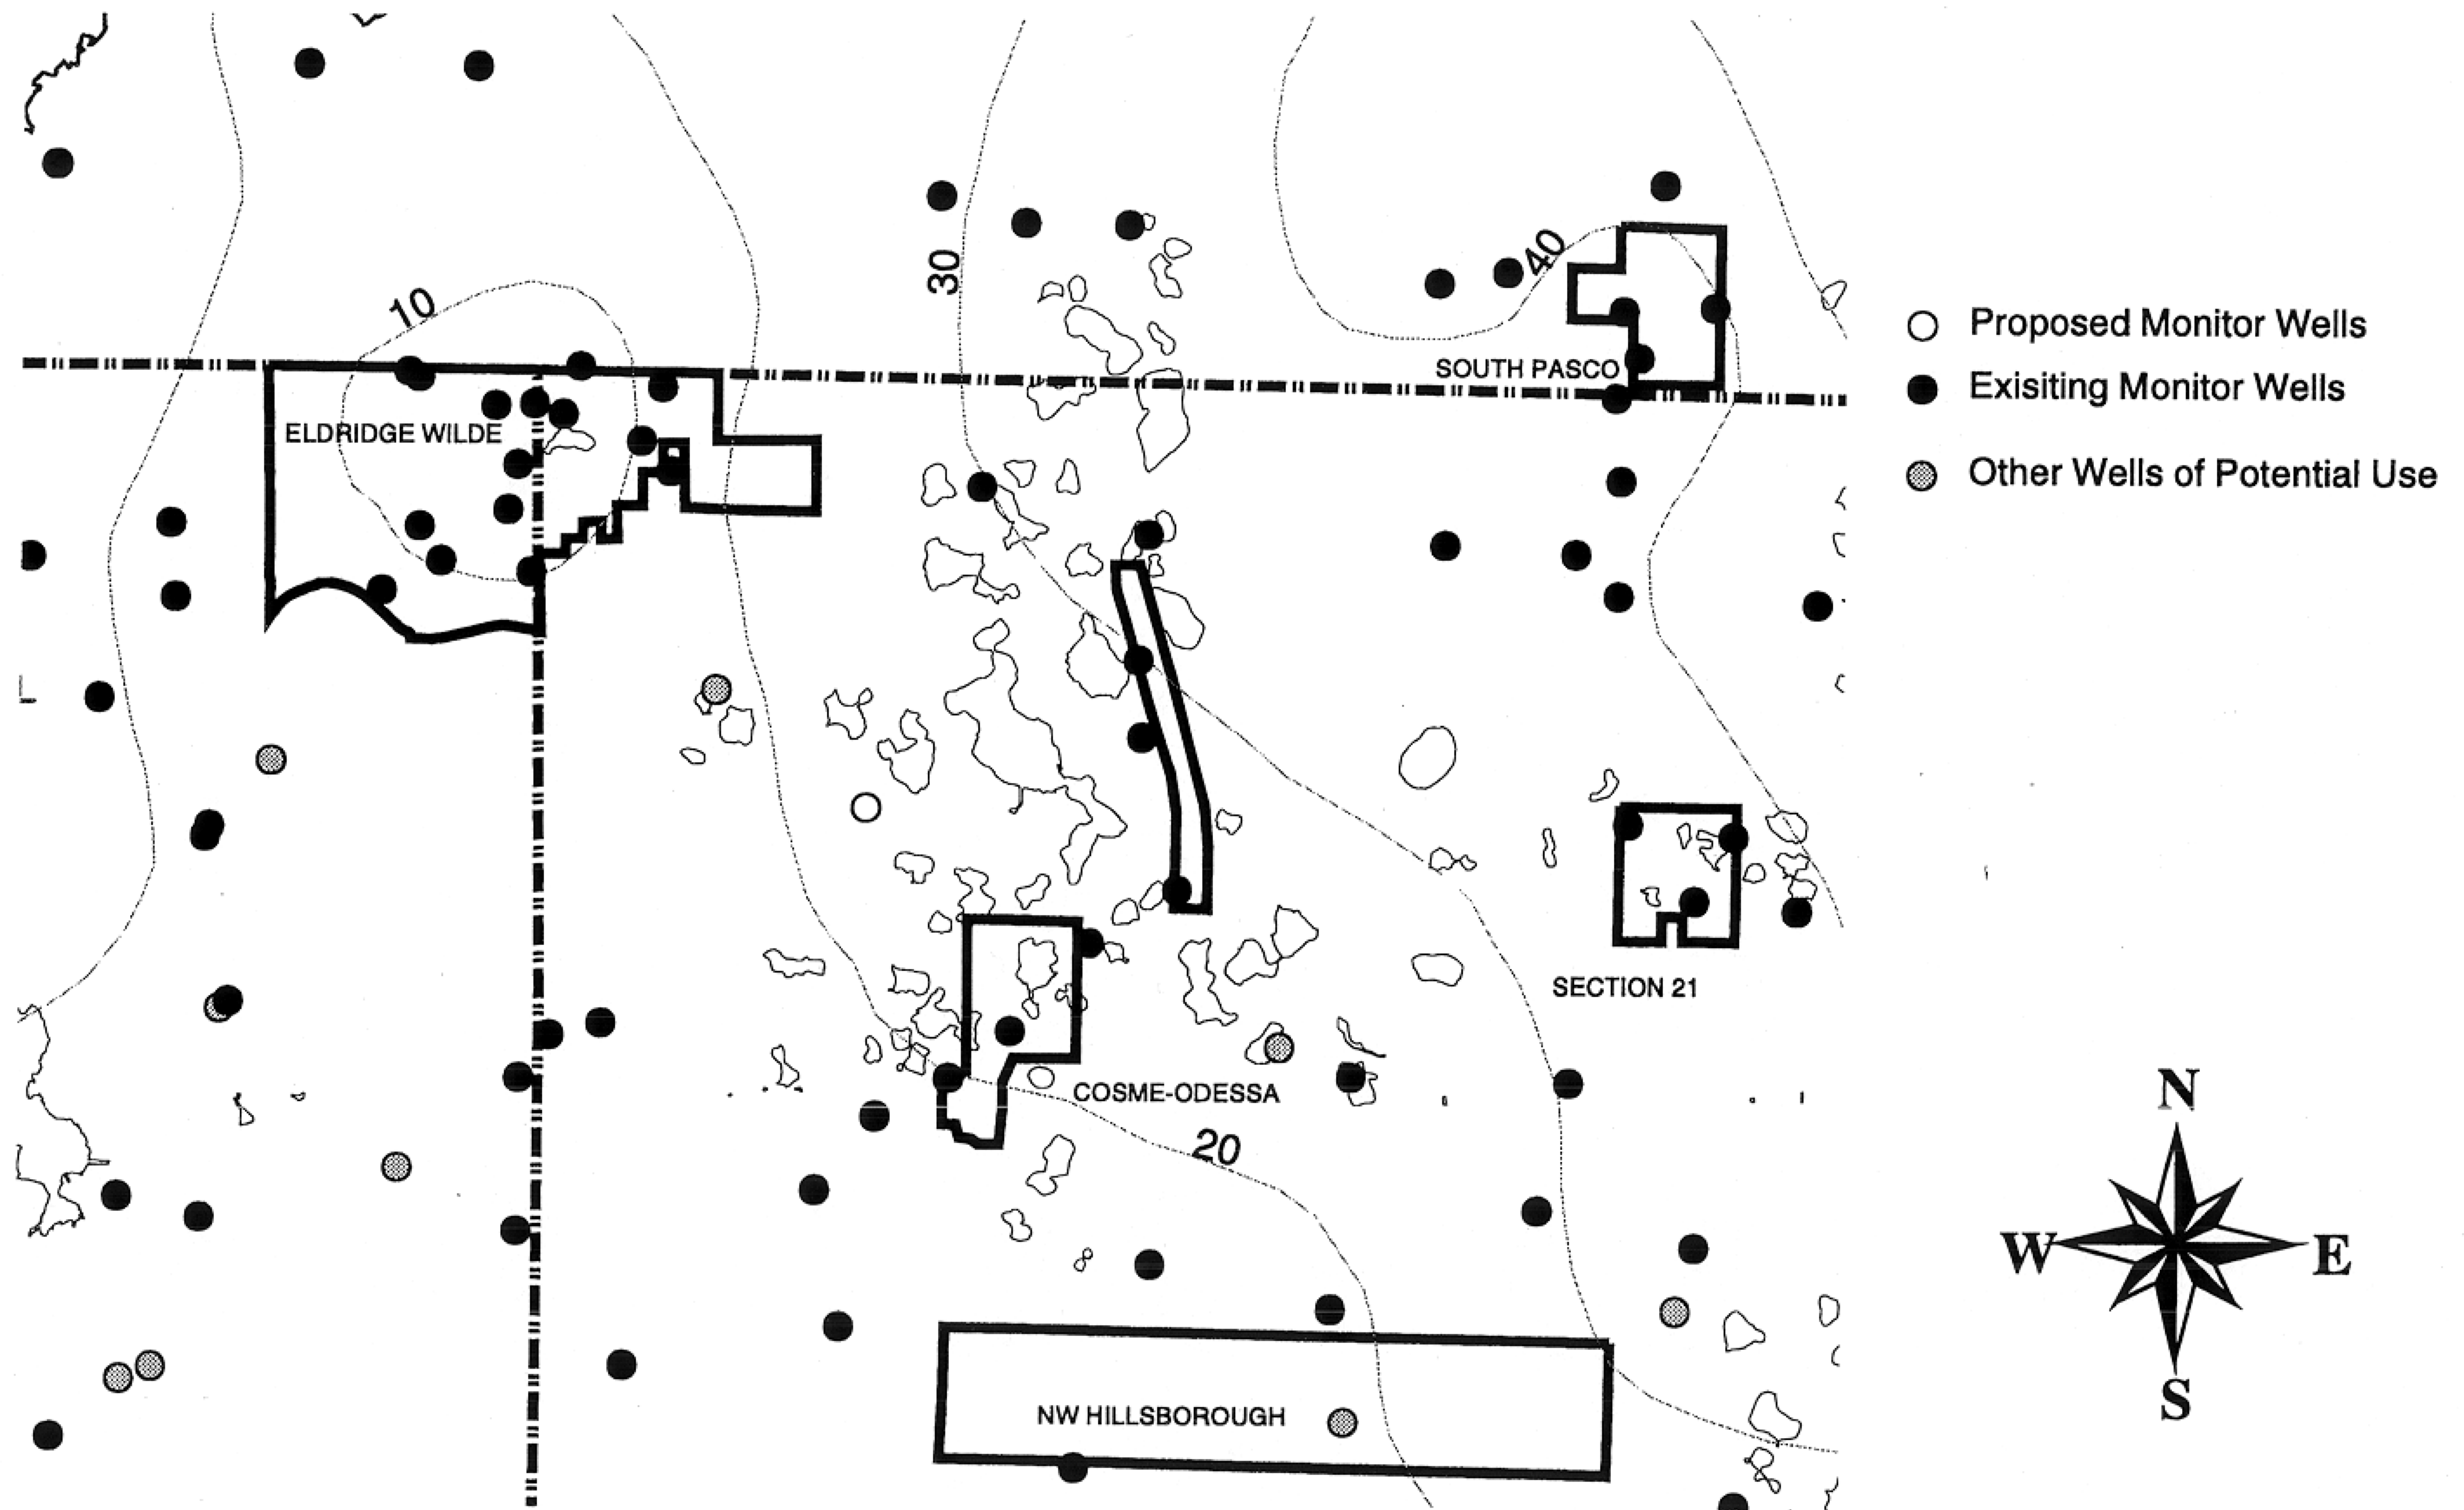 40
30
10
Proposed Monitor Wells
SOUTH PASCO
Exisiting Monitor Wells
ELDRIDGE WILDE
Other Wells of Potential Use
L
SECTION 21
COSME-ODESSA
N
20
W
E
S
NW HILLSBOROUGH